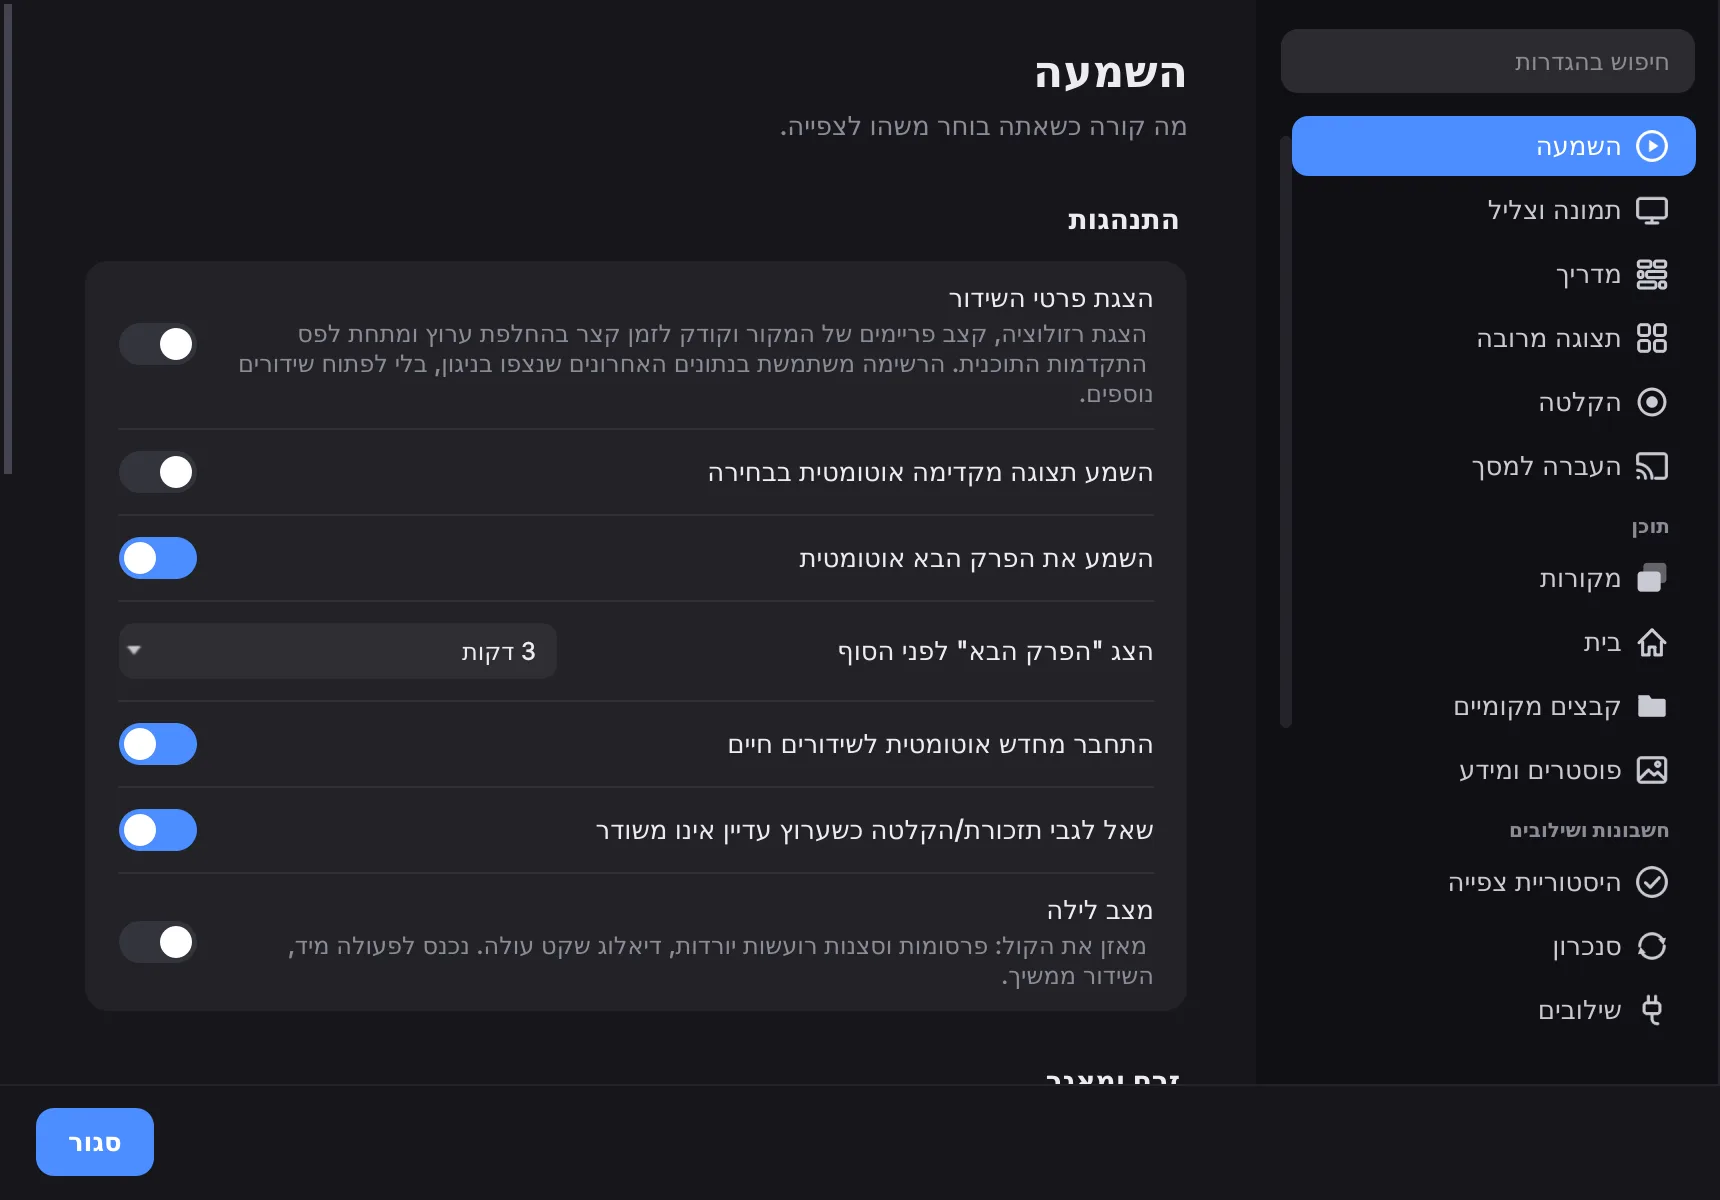 חיפוש בהגדרות
השמעה
תמונה וצליל
מדריך
תצוגה מרובה
הקלטה
העברה למסך
תוכן
מקורות
בית
קבצים מקומיים
פוסטרים ומידע
חשבונות ושילובים
היסטוריית צפייה
סנכרון
שילובים
השמעה
מה קורה כשאתה בוחר משהו לצפייה.
התנהגות
הצגת פרטי השידור
הצגת רזולוציה, קצב פריימים של המקור וקודק לזמן קצר בהחלפת ערוץ ומתחת לפס
התקדמות התוכנית. הרשימה משתמשת בנתונים האחרונים שנצפו בניגון, בלי לפתוח שידורים
נוספים.
השמע תצוגה מקדימה אוטומטית בבחירה
השמע את הפרק הבא אוטומטית
הצג "הפרק הבא" לפני הסוף
3 דקות
התחבר מחדש אוטומטית לשידורים חיים
שאל לגבי תזכורת/הקלטה כשערוץ עדיין אינו משודר
מצב לילה
מאזן את הקול: פרסומות וסצנות רועשות יורדות, דיאלוג שקט עולה. נכנס לפעולה מיד,
השידור ממשיך.
סגור